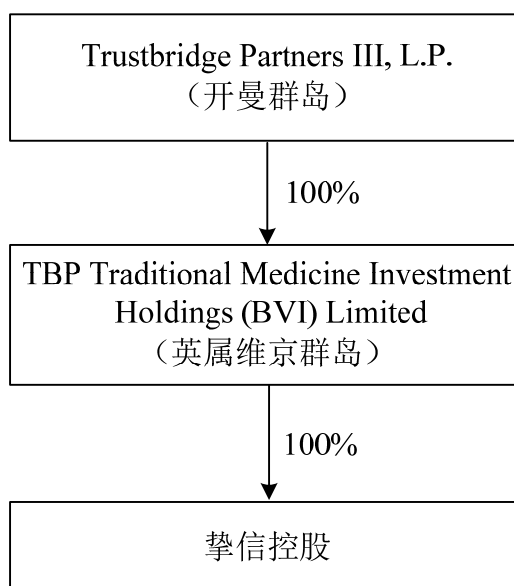 Trustbridge Partners III, L.P.
（开曼群岛）
100%
TBP Traditional Medicine Investment
Holdings (BVI) Limited
（英属维京群岛）
100%
挚信控股